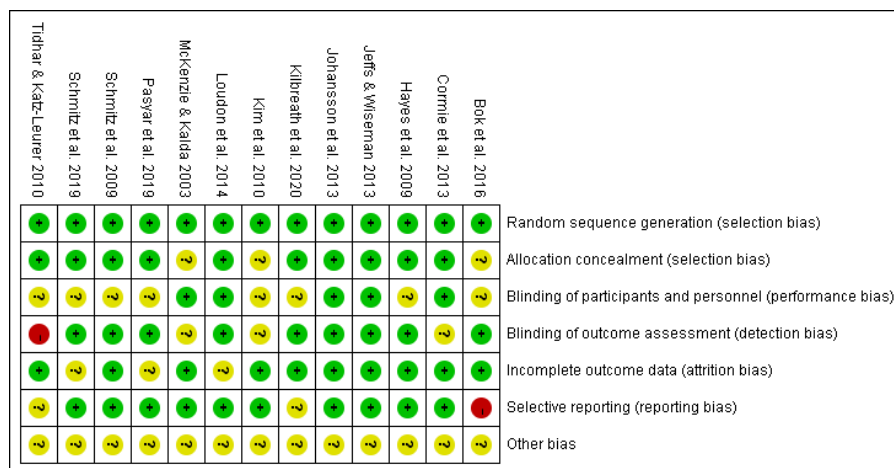 Tidhar & Katz-Leurer 2010
Schmitz et al. 2019
Schmitz et al. 2009
Pasyar et al. 2019
McKenzie & Kalda 2003
Loudon et al. 2014
Kim et al. 2010
Kilbreath et al. 2020
Johansson et al. 2013
Jeffs & Wiseman 2013
Hayes et al. 2009
Cormie et al. 2013
Bok et al. 2016
+ + + + + + + + + + + + + Random sequence generation (selection bias)
+ + + + ? + ? + + + + + ? Allocation concealment (selection bias)
? ? ? ? + + ? ? + + ? + ? Blinding of participants and personnel (performance bias)
- + + + ? + ? + + + + ? + Blinding of outcome assessment (detection bias)
+ ? + ? + ? + + + + + + + Incomplete outcome data (attrition bias)
? + + + + + + ? + + + + - Selective reporting (reporting bias)
? ? ? ? ? ? ? ? ? ? ? ? ? Other bias